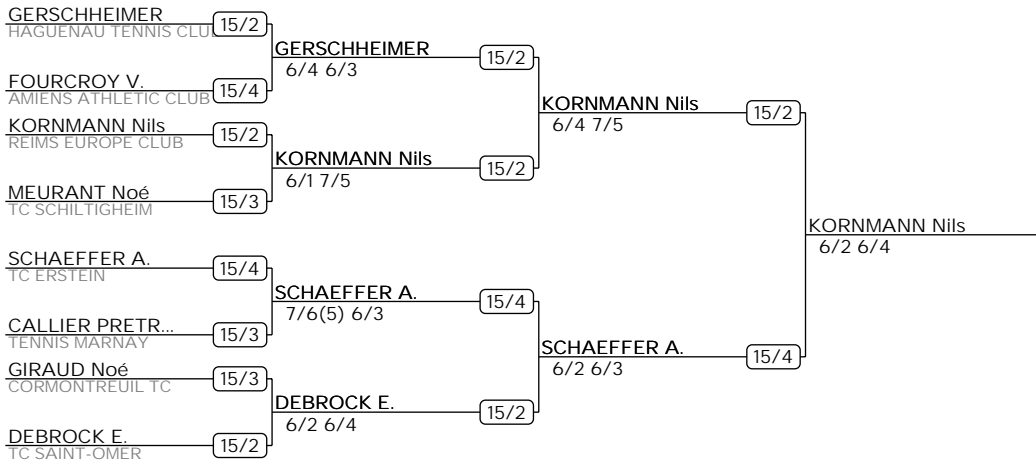 GERSCHHEIMER
HAGUENAU TENNIS CLU
15/2
GERSCHHEIMER
6/4 6/3
15/2
FOURCROY V.
AMIENS ATHLETIC CLUB
15/4
KORNMANN Nils
6/4 7/5
15/2
KORNMANN Nils
REIMS EUROPE CLUB
15/2
KORNMANN Nils
6/1 7/5
15/2
MEURANT Noé
TC SCHILTIGHEIM
15/3
KORNMANN Nils
6/2 6/4
SCHAEFFER A.
TC ERSTEIN
15/4
SCHAEFFER A.
7/6(5) 6/3
15/4
CALLIER PRETR...
TENNIS MARNAY
15/3
SCHAEFFER A.
6/2 6/3
15/4
GIRAUD Noé
CORMONTREUIL TC
15/3
DEBROCK E.
6/2 6/4
15/2
DEBROCK E.
TC SAINT-OMER
15/2